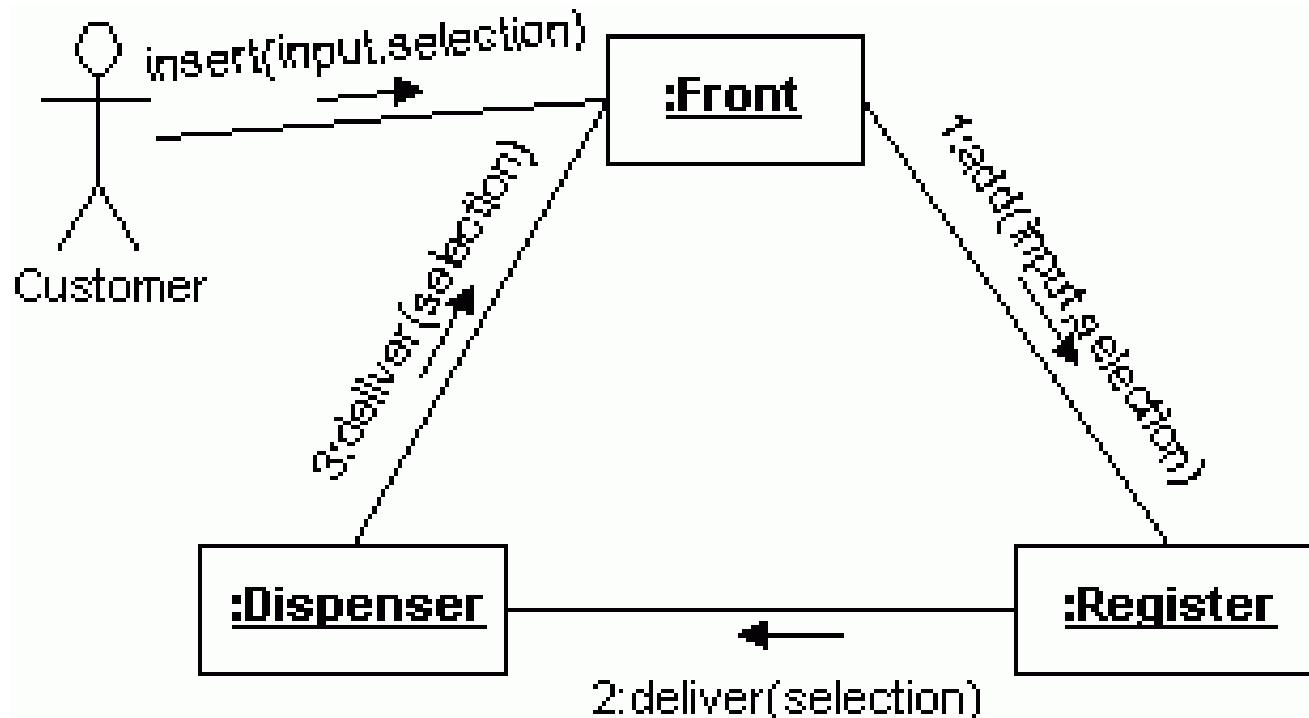 insert(input,selection)
:Front
1:add(input,selection)
Customer
3:deliver(selection)
:Dispenser
:Register
2:deliver(selection)